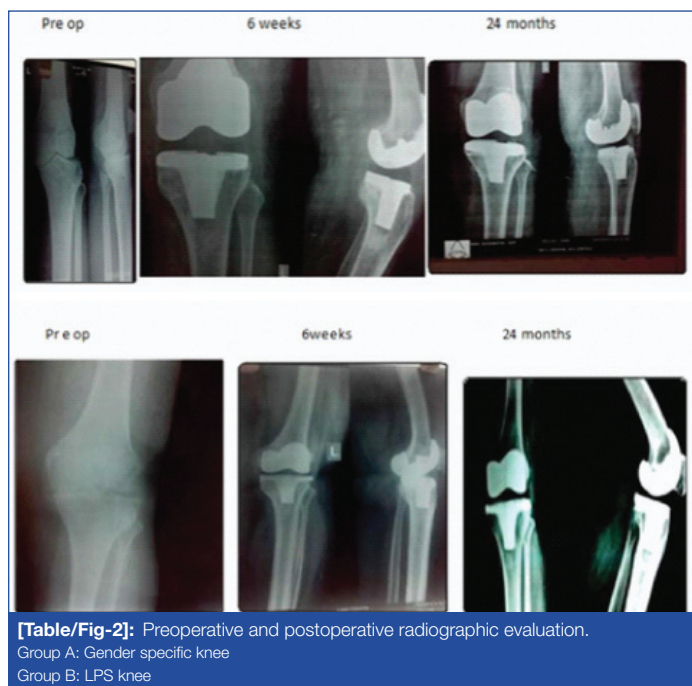 Pre op 6 weeks 24 months
L
Pre op 6weeks 24 months
L
[Table/Fig-2]: Preoperative and postoperative radiographic evaluation.
Group A: Gender specific knee
Group B: LPS knee